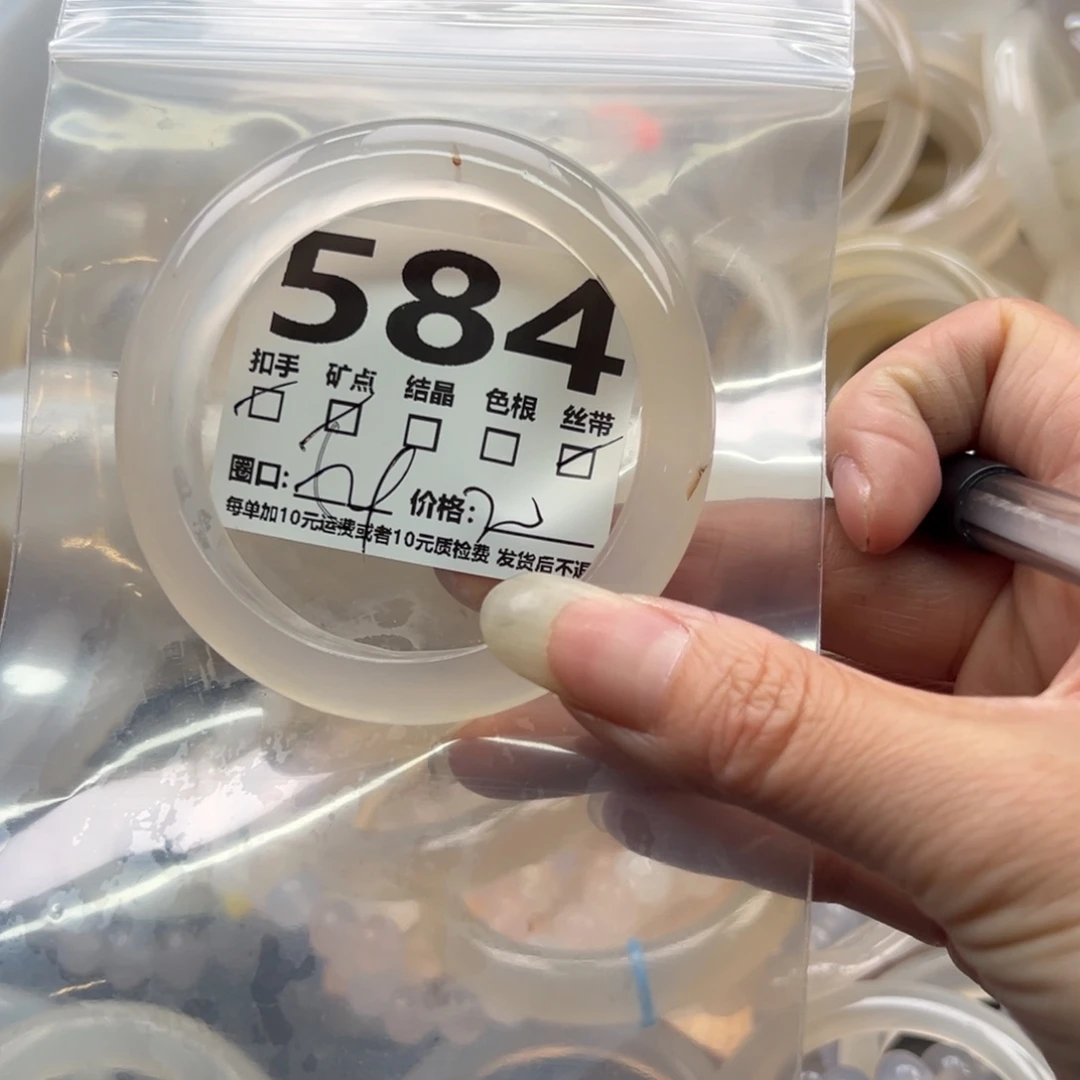 584
扣手 矿点 结晶 色根 丝带
圈口: 价格:
每单加10元运费或者10元质检费 发货后不退